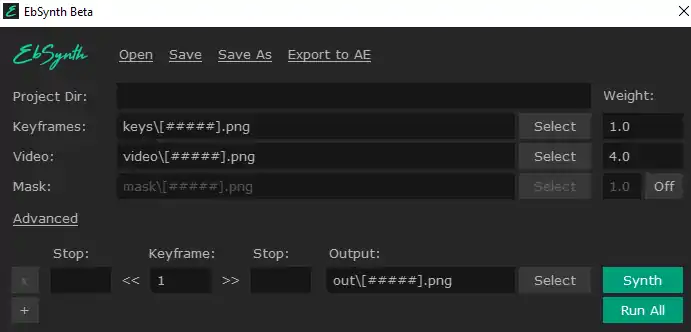 EbSynth Beta
EbSynth Open Save Save As Export to AE
Project Dir: Weight:
Keyframes: keys\[#####].png Select 1.0
Video: video\[#####].png Select 4.0
Mask: mask\[#####].png Select 1.0 Off
Advanced
Stop: Keyframe: Stop: Output:
x << 1 >> out\[#####].png Select Synth
+ Run All